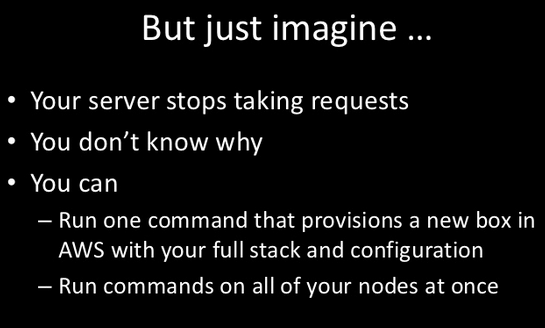 But just imagine ...
• Your server stops taking requests
• You don't know why
• You can
– Run one command that provisions a new box in
AWS with your full stack and configuration
– Run commands on all of your nodes at once